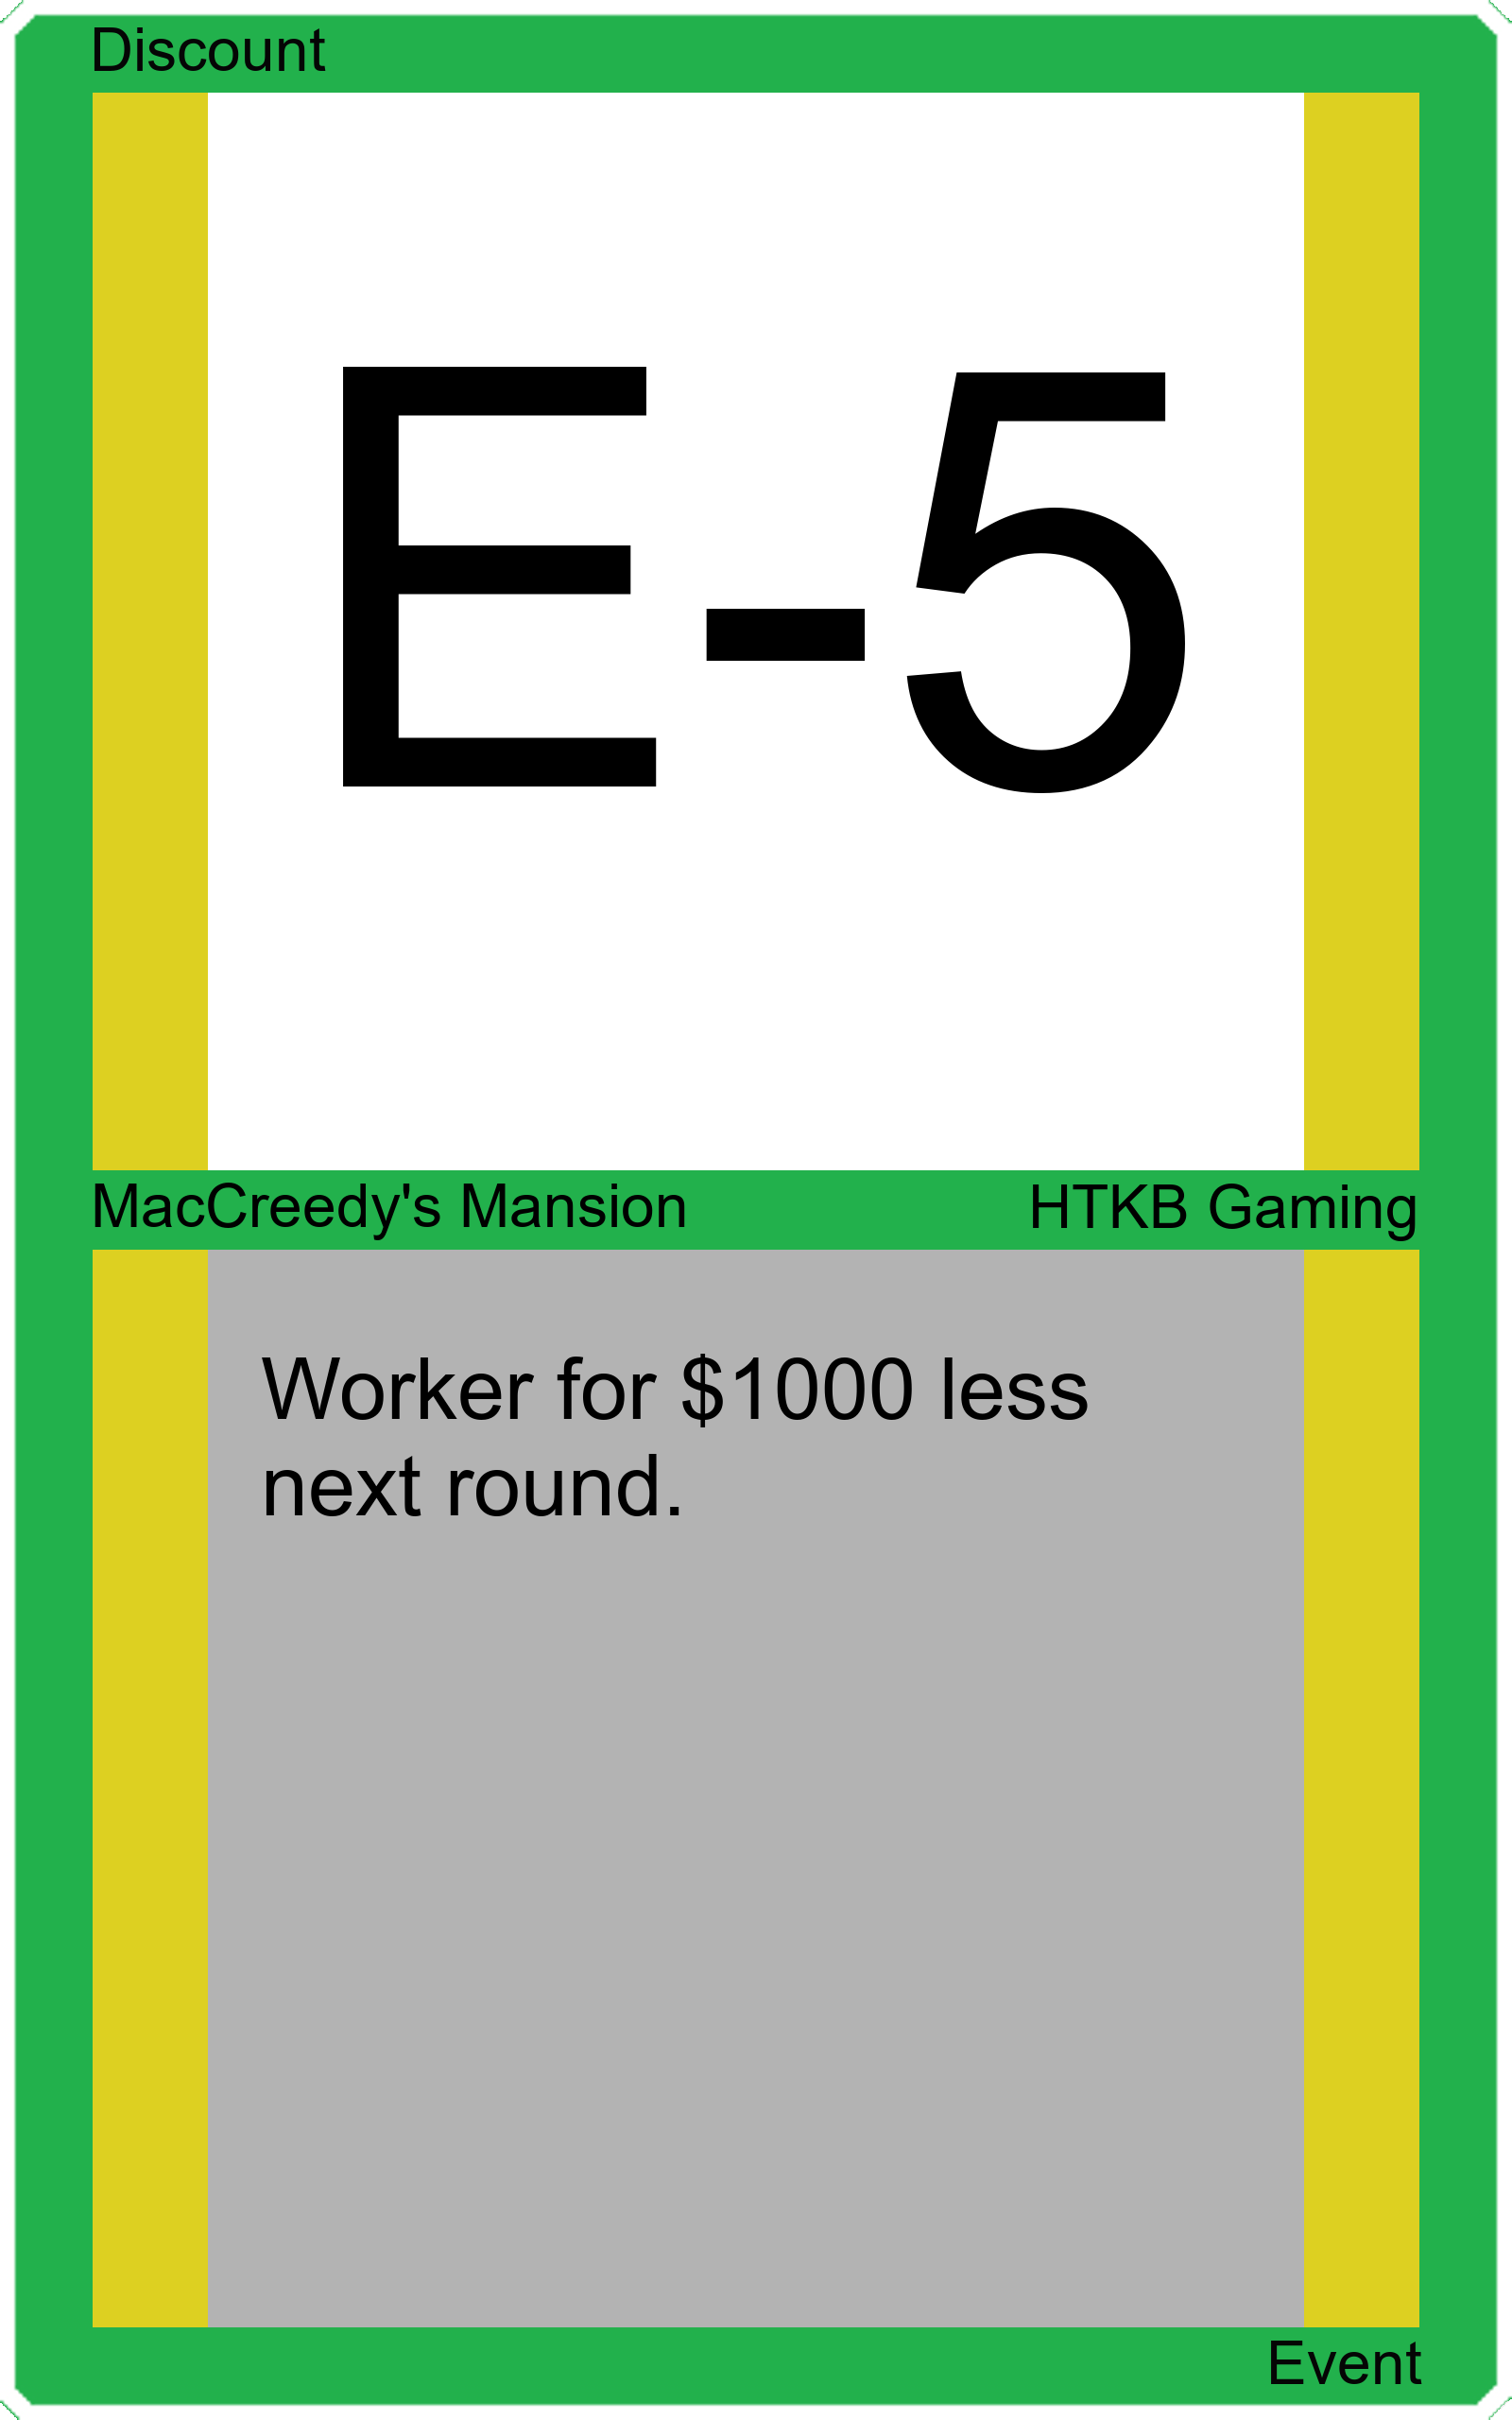 Discount
E-5
MacCreedy's Mansion
HTKB Gaming
Worker for $1000 less
next round.
Event